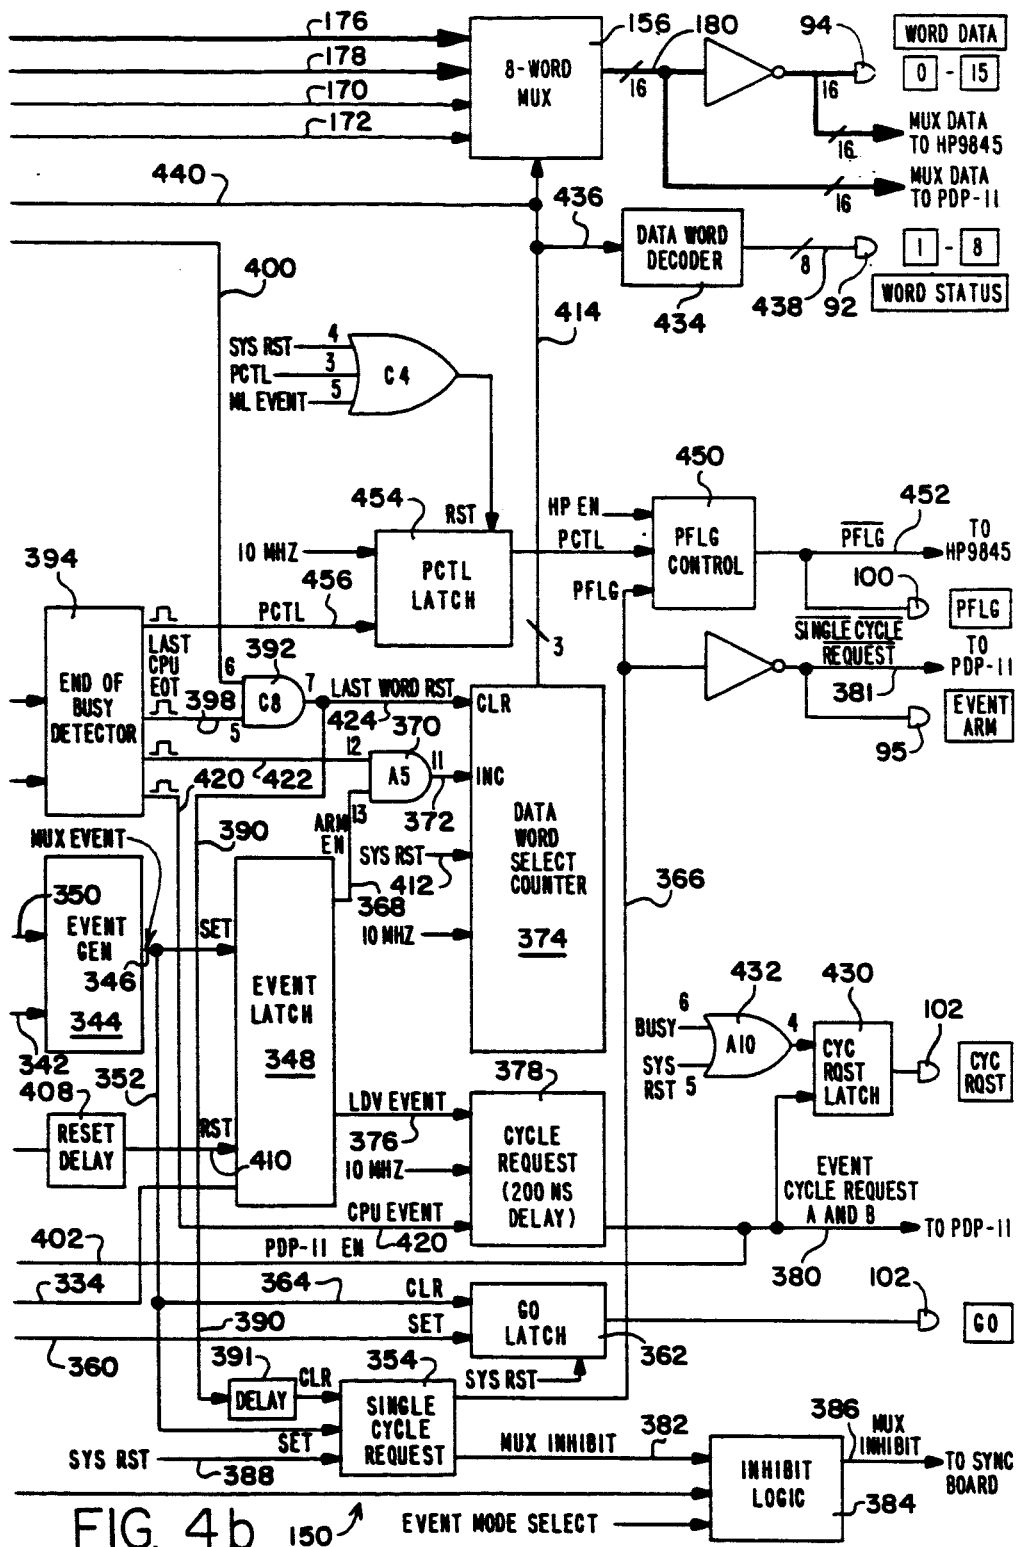 176
178
170
172
8-WORD
MUX
156
180
16
94
16
WORD DATA
0 - 15
MUX DATA
TO HP9845
16
MUX DATA
TO PDP-11
16
440
436
DATA WORD
DECODER
434
8
438
92
1 - 8
WORD STATUS
400
414
SYS RST
4
PCTL
3
ML EVENT
5
C4
RST
454
10 MHZ
PCTL
LATCH
HP EN
PCTL
PFLG
450
PFLG
CONTROL
452
PFLG
TO
HP9845
100
PFLG
394
PCTL
456
LAST
CPU
EOT
398
6
5
392
C8
7
LAST WORD RST
424
CLR
3
SINGLE CYCLE
REQUEST
381
TO
PDP-11
95
EVENT
ARM
END OF
BUSY
DETECTOR
420
422
12
370
A5
11
372
INC
13
ARM
EN
368
390
DATA
WORD
SELECT
COUNTER
374
SYS RST
412
10 MHZ
366
MUX EVENT
350
EVENT
GEN
346
344
342
SET
EVENT
LATCH
348
352
408
RESET
DELAY
RST
410
432
6
BUSY
SYS
RST 5
A10
4
430
CYC
RQST
LATCH
102
CYC
RQST
LDV EVENT
376
10 MHZ
CPU EVENT
420
378
CYCLE
REQUEST
(200 NS
DELAY)
EVENT
CYCLE REQUEST
A AND B
380
TO PDP-11
402
PDP-11 EN
334
364
CLR
SET
GO
LATCH
362
102
GO
360
390
SYS RST
391
DELAY
CLR
354
SINGLE
CYCLE
REQUEST
SET
SYS RST
388
MUX INHIBIT
382
INHIBIT
LOGIC
384
386
MUX
INHIBIT
TO SYNC
BOARD
EVENT MODE SELECT
FIG. 4b
150